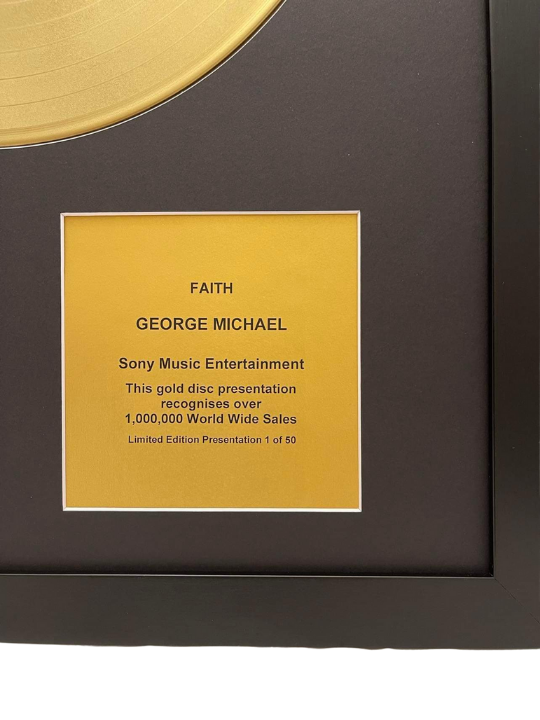 FAITH
GEORGE MICHAEL
Sony Music Entertainment
This gold disc presentation
recognises over
1,000,000 World Wide Sales
Limited Edition Presentation 1 of 50